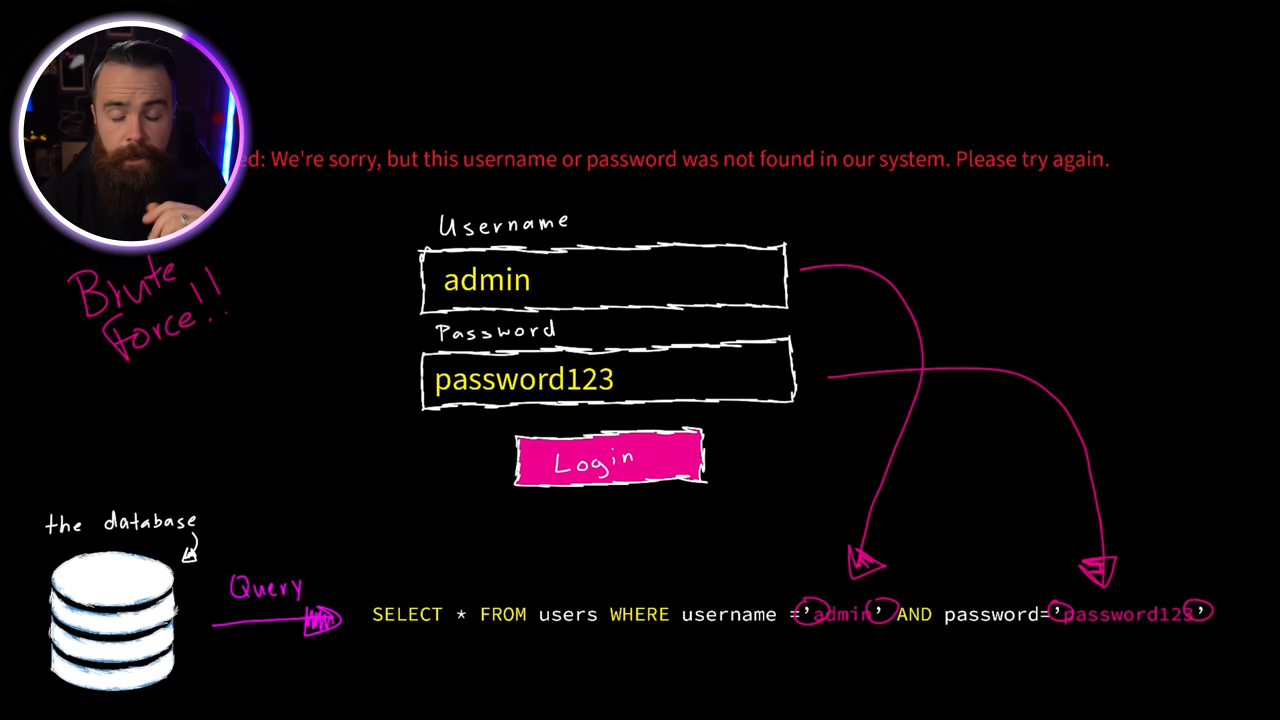 ed: We're sorry, but this username or password was not found in our system. Please try again.
Username
admin
Brute
Force!!
Password
password123
Login
the database
Query
SELECT * FROM users WHERE username =’admin’ AND password=’password123’